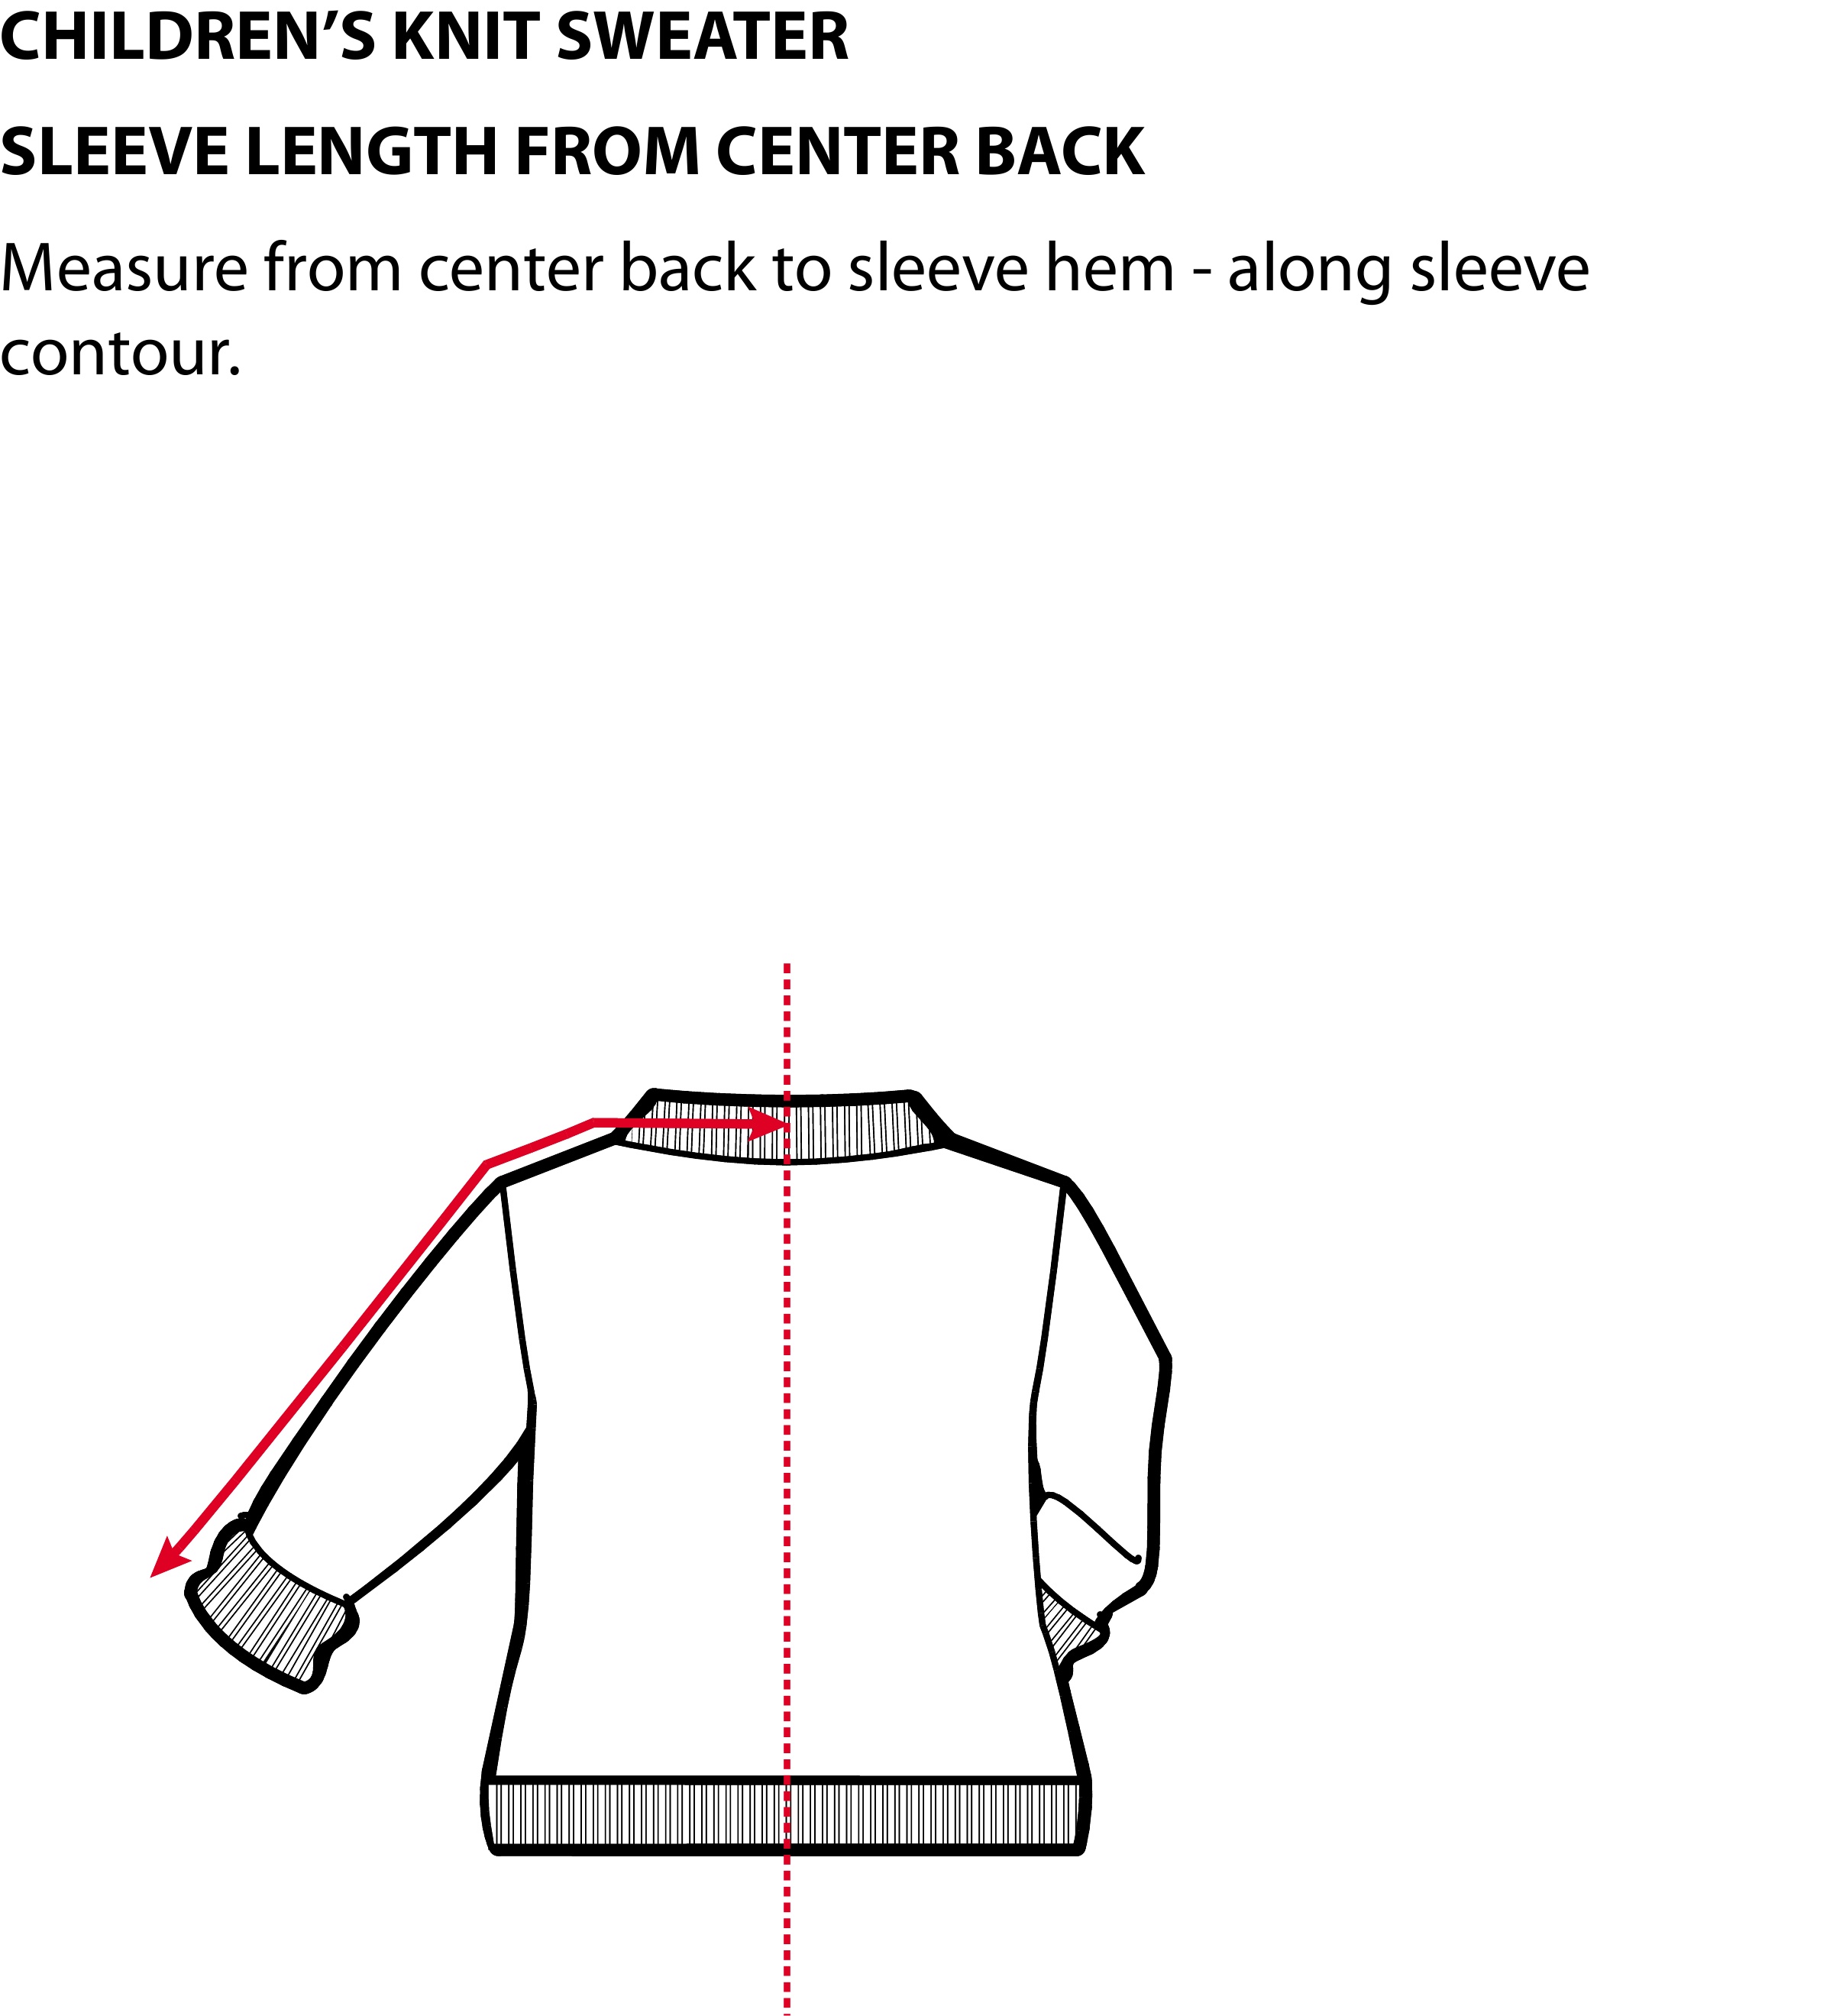 CHILDREN’S KNIT SWEATER
SLEEVE LENGTH FROM CENTER BACK
Measure from center back to sleeve hem - along sleeve
contour.